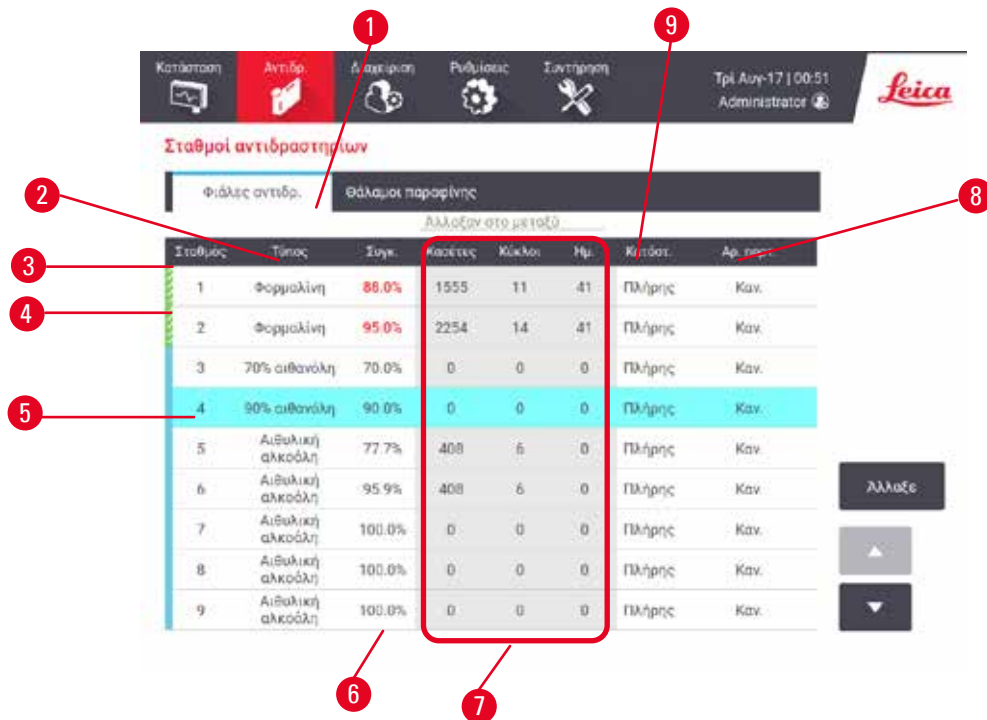 1
9
Κατάσταση Αντιδρ. Διαχείριση Ρυθμίσεις Συντήρηση
Τρί Αυγ-17 | 00:51
Administrator
Leica
Σταθμοί αντιδραστηρίων
Φιάλες αντιδρ. Θάλαμοι παραφίνης
2
8
Άλλαξαν στο μεταξύ
Σταθμός Τύπος Συγκ. Κασέτες Κύκλοι Ημ. Κατάστ. Αρ. παρτ.
3
1 Φορμαλίνη 88.0% 1555 11 41 Πλήρης Καν.
4
2 Φορμαλίνη 95.0% 2254 14 41 Πλήρης Καν.
3 70% αιθανόλη 70.0% 0 0 0 Πλήρης Καν.
5
4 90% αιθανόλη 90.0% 0 0 0 Πλήρης Καν.
5 Αιθυλική αλκοόλη 77.7% 408 6 0 Πλήρης Καν.
6 Αιθυλική αλκοόλη 95.9% 408 6 0 Πλήρης Καν.
Άλλαξε
7 Αιθυλική αλκοόλη 100.0% 0 0 0 Πλήρης Καν.
8 Αιθυλική αλκοόλη 100.0% 0 0 0 Πλήρης Καν.
9 Αιθυλική αλκοόλη 100.0% 0 0 0 Πλήρης Καν.
6
7